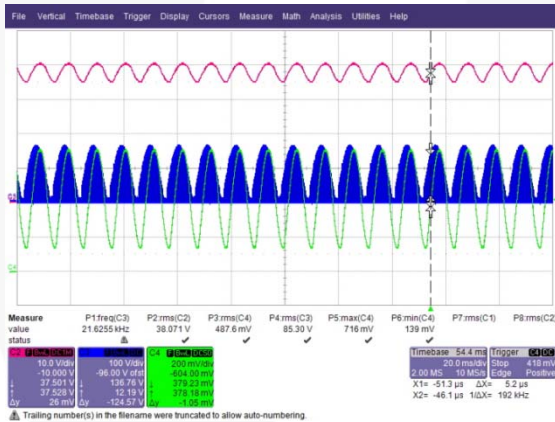 File Vertical Timebase Trigger Display Cursors Measure Math Analysis Utilities Help
C4
Measure P1:freq(C3) P2:rms(C2) P3:rms(C4) P4:rms(C3) P5:max(C4) P6:min(C4) P7:rms(C1) P8:rms(C2)
value 21.6255 kHz 38.071 V 487.6 mV 85.30 V 716 mV 139 mV
status
C4 F BwL DC50
10.0 V/div 100 V/div 200 mV/div
-10.000 V -96.00 V ofst -604.00 mV
37.501 V 136.76 V 379.23 mV
37.528 V 12.19 V 378.18 mV
Δy 26 mV Δy -124.57 V Δy -1.05 mV
Timebase 54.4 ms Trigger C4 DC
20.0 ms/div Stop 418 mV
2.00 MS 10 MS/s Edge Positive
X1= -51.3 µs ΔX= 5.2 µs
X2= -46.1 µs 1/ΔX= 192 kHz
Trailing number(s) in the filename were truncated to allow auto-numbering.